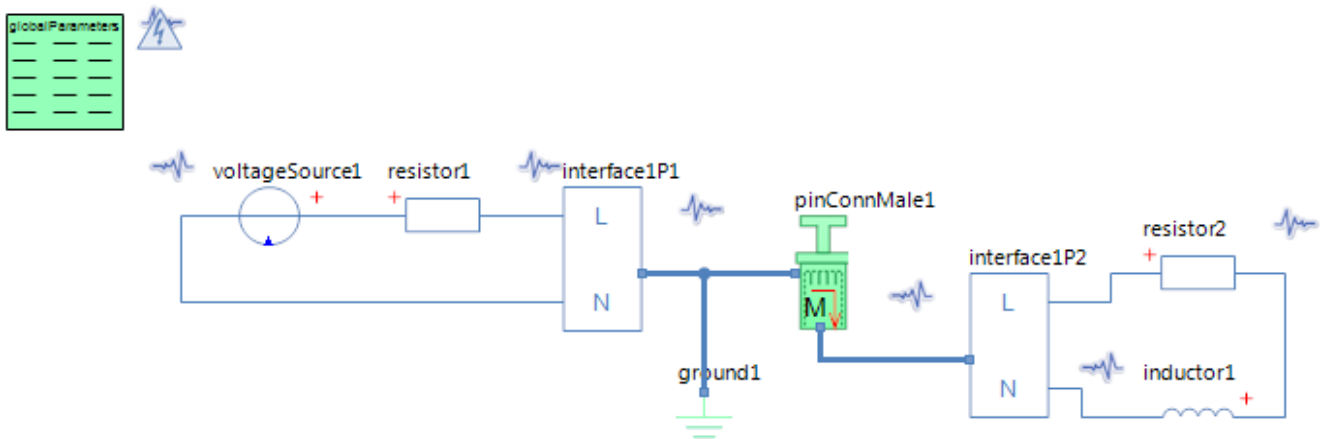 globalParameters
voltageSource1
+
resistor1
+
interface1P1
L
N
pinConnMale1
M
ground1
interface1P2
L
N
resistor2
+
inductor1
+